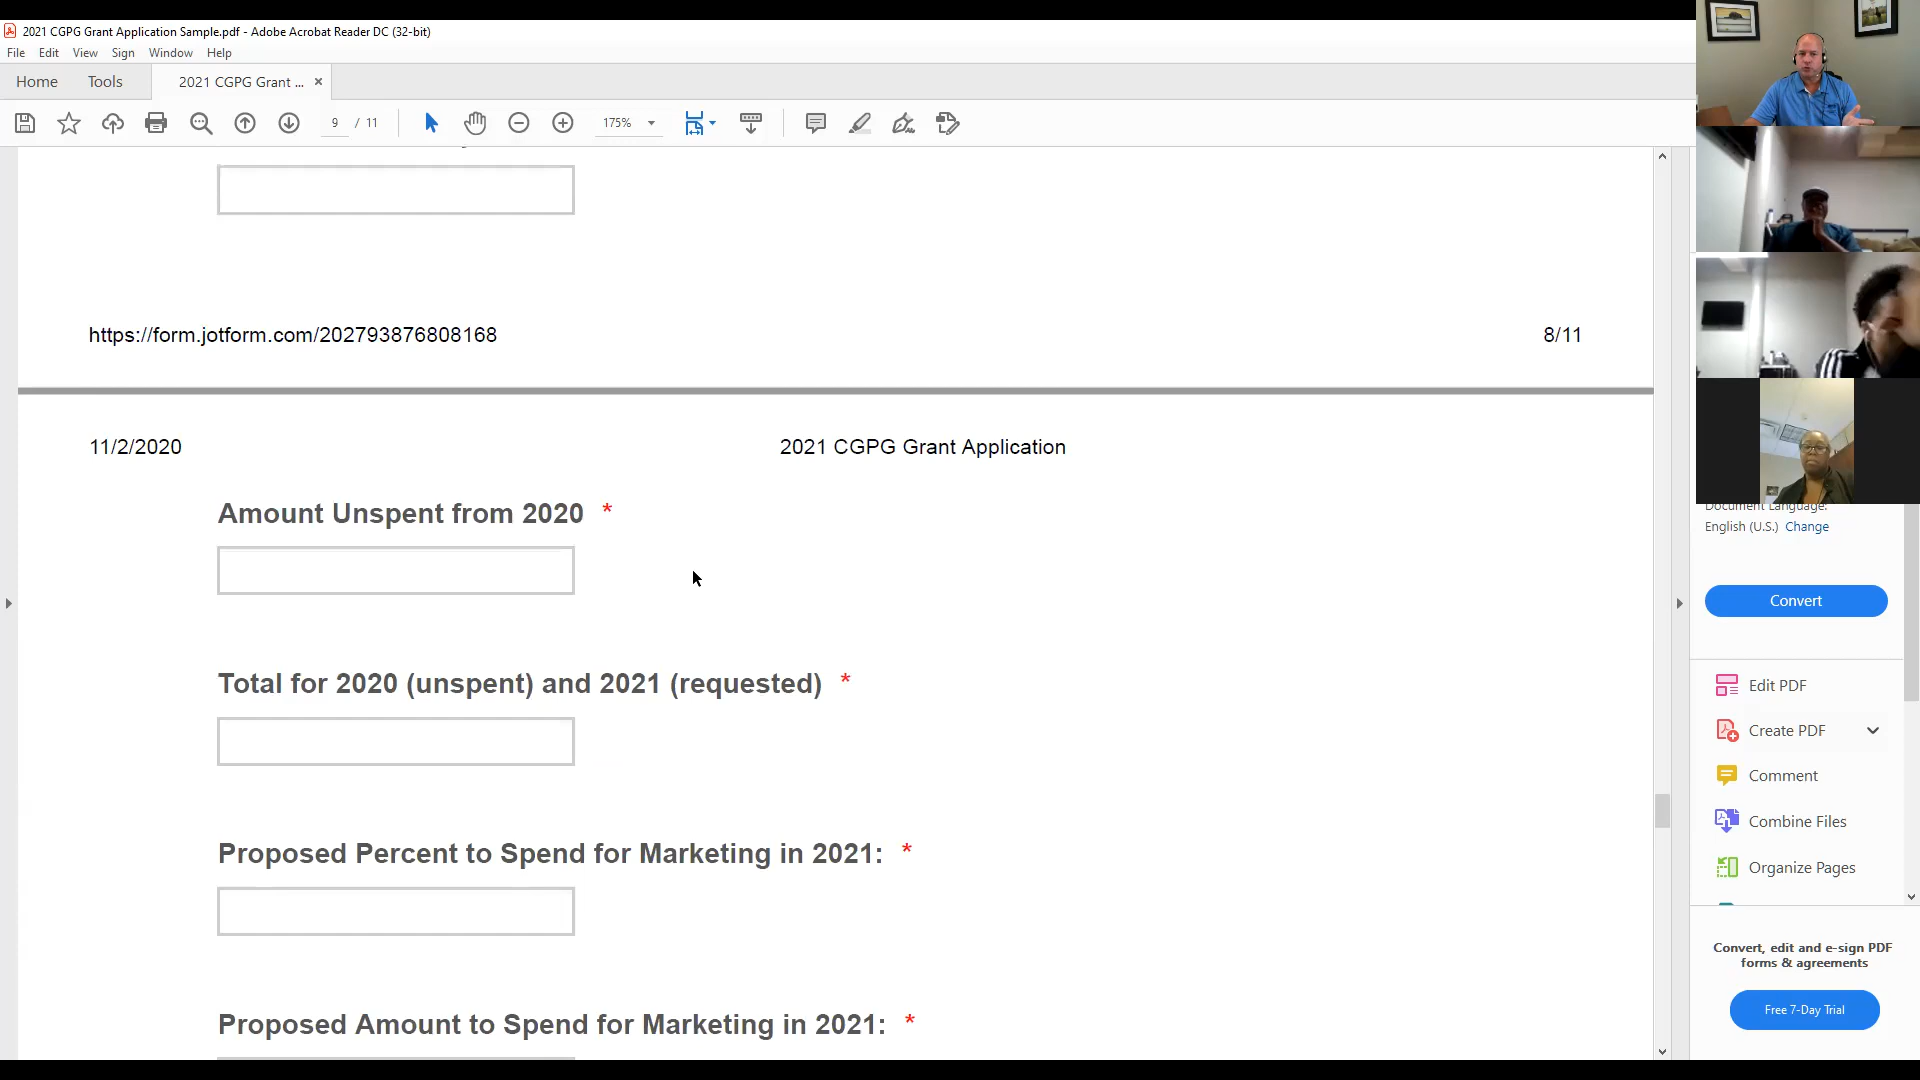 2021 CGPG Grant Application Sample.pdf - Adobe Acrobat Reader DC (32-bit)
File Edit View Sign Window Help
Home Tools 2021 CGPG Grant ... ×
9 / 11 175%
https://form.jotform.com/202793876808168 8/11
11/2/2020 2021 CGPG Grant Application
Amount Unspent from 2020 *
Total for 2020 (unspent) and 2021 (requested) *
Proposed Percent to Spend for Marketing in 2021: *
Proposed Amount to Spend for Marketing in 2021: *
Document Language:
English (U.S.) Change
Convert
Edit PDF
Create PDF
Comment
Combine Files
Organize Pages
Convert, edit and e-sign PDF
forms & agreements
Free 7-Day Trial